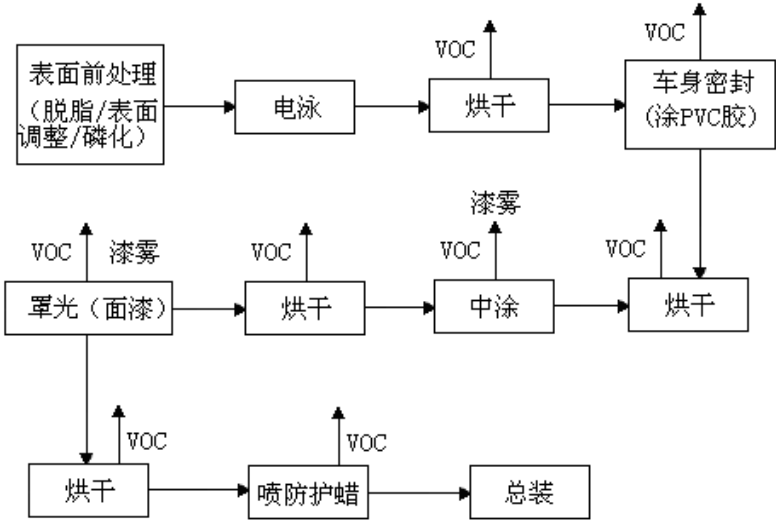 VOC
VOC
表面前处理
（脱脂/表面
调整/磷化）
电泳
烘干
车身密封
(涂PVC胶)
漆雾
VOC
漆雾
VOC
VOC
VOC
罩光（面漆）
烘干
中涂
烘干
VOC
VOC
烘干
喷防护蜡
总装